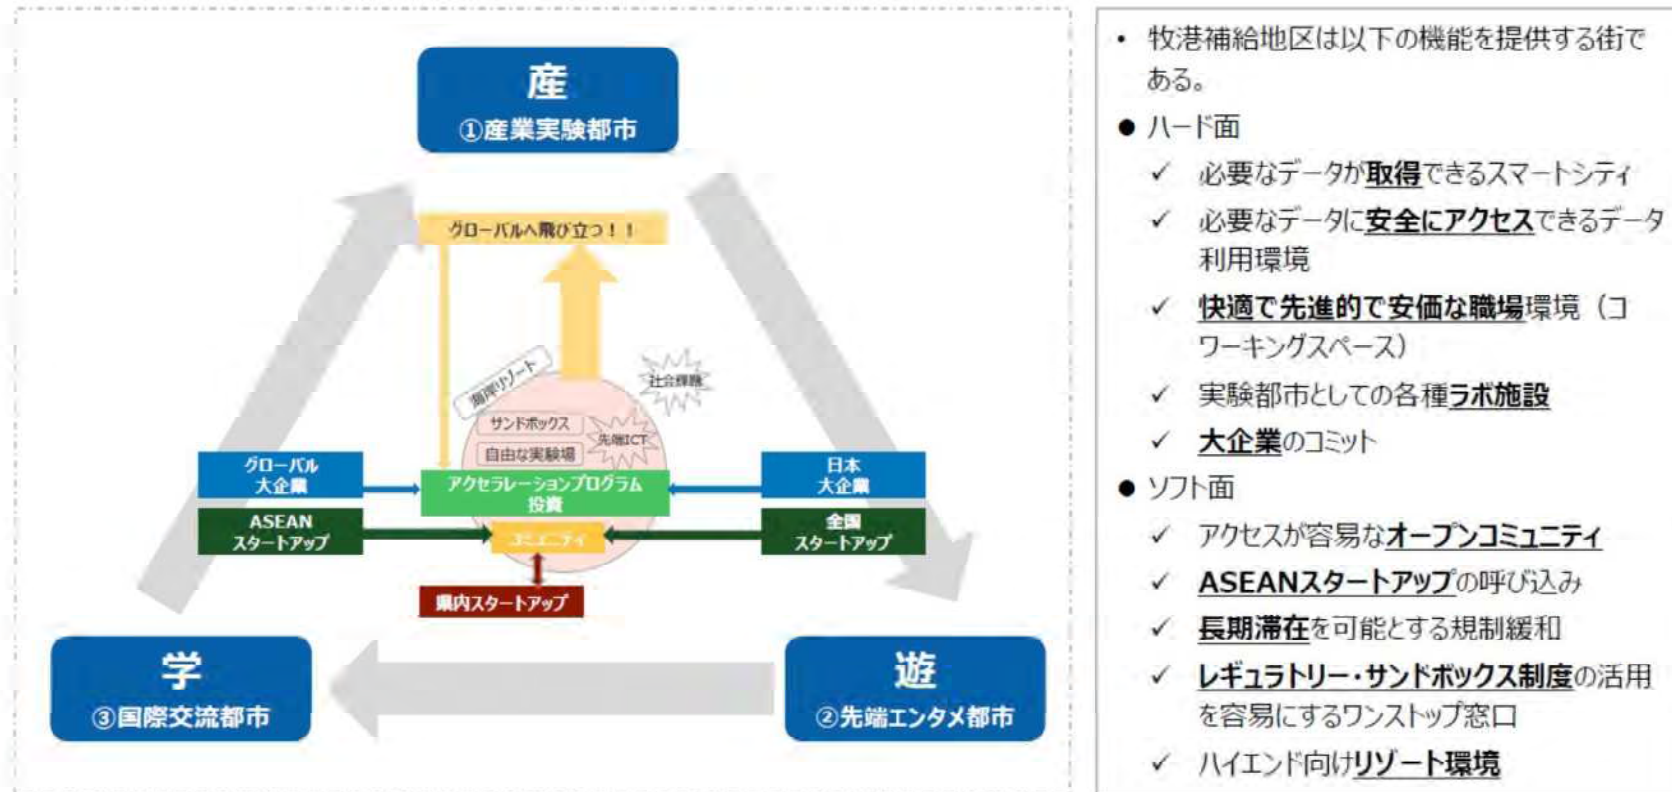 産
①産業実験都市
グローバルへ飛び立つ！！
海岸リゾート
社会課題
サンドボックス
先端ICT
自由な実験場
グローバル
大企業
アクセラレーションプログラム
投資
日本
大企業
ASEAN
スタートアップ
コミュニティ
全国
スタートアップ
県内スタートアップ
学
③国際交流都市
遊
②先端エンタメ都市
• 牧港補給地区は以下の機能を提供する街で
ある。
● ハード面
✓ 必要なデータが取得できるスマートシティ
✓ 必要なデータに安全にアクセスできるデータ
利用環境
✓ 快適で先進的で安価な職場環境（コ
ワーキングスペース）
✓ 実験都市としての各種ラボ施設
✓ 大企業のコミット
● ソフト面
✓ アクセスが容易なオープンコミュニティ
✓ ASEANスタートアップの呼び込み
✓ 長期滞在を可能とする規制緩和
✓ レギュラトリー・サンドボックス制度の活用
を容易にするワンストップ窓口
✓ ハイエンド向けリゾート環境